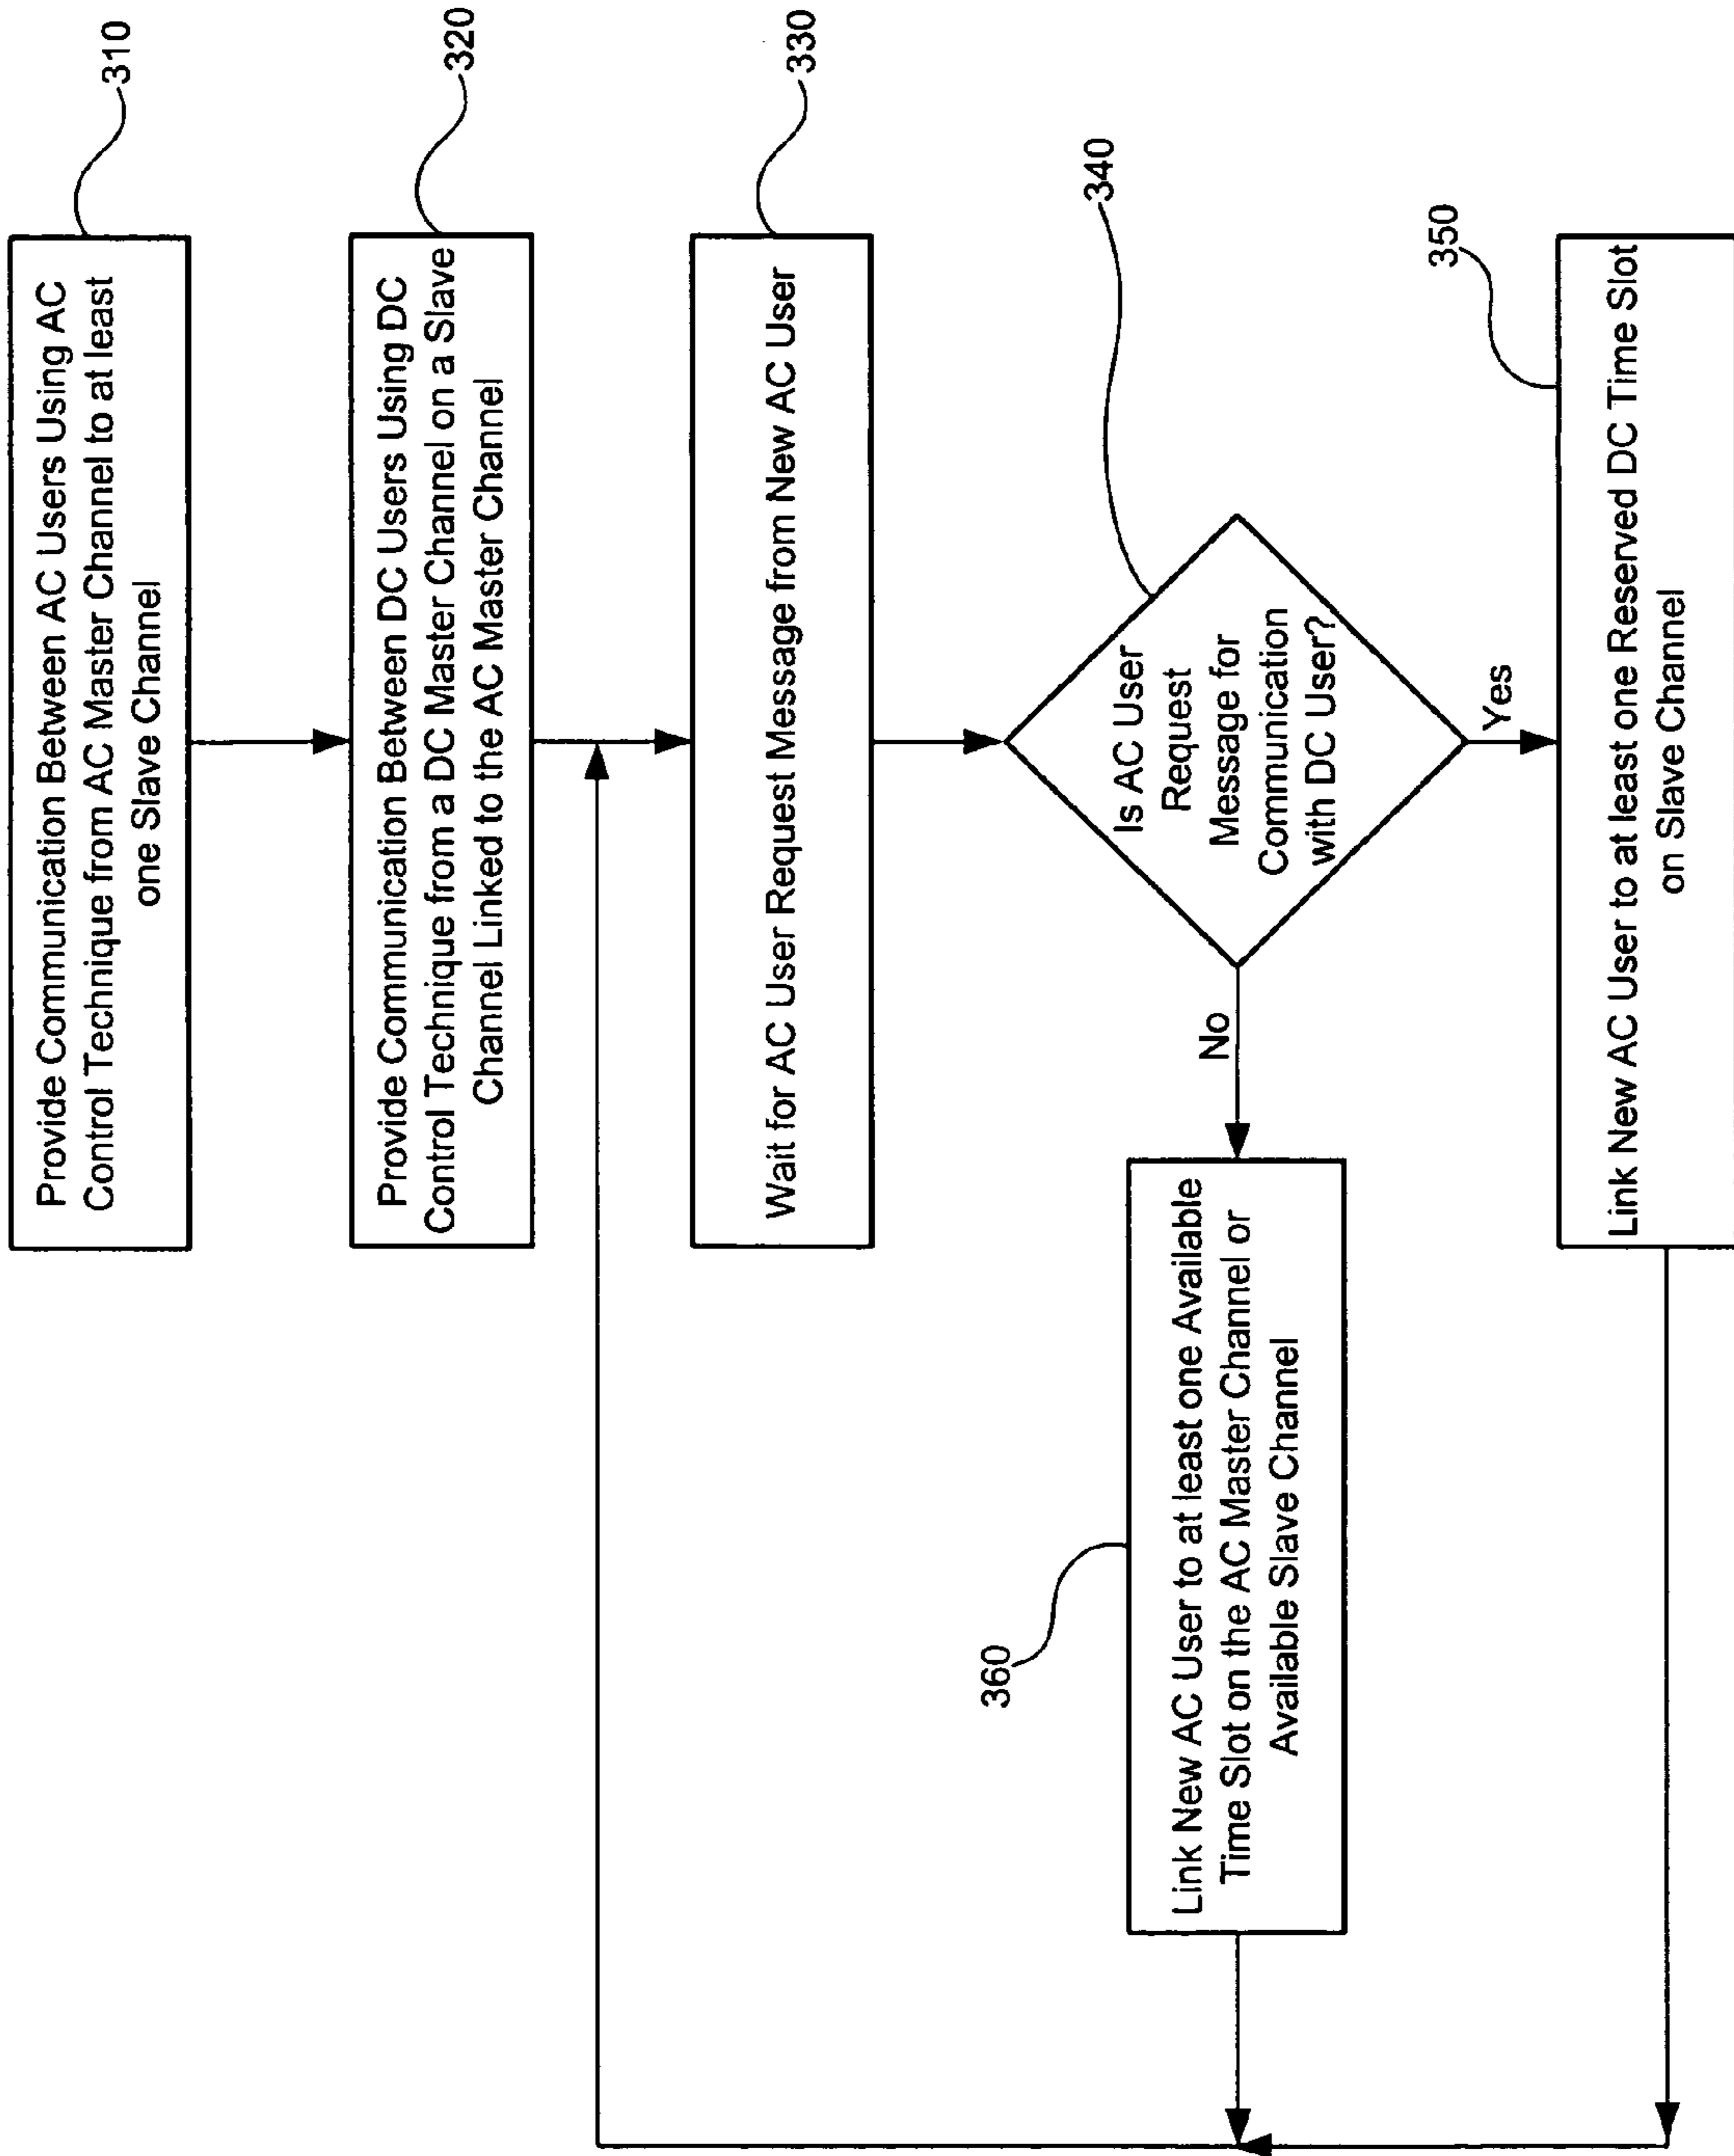 310
Provide Communication Between AC Users Using AC
Control Technique from AC Master Channel to at least
one Slave Channel
320
Provide Communication Between DC Users Using DC
Control Technique from a DC Master Channel on a Slave
Channel Linked to the AC Master Channel
330
Wait for AC User Request Message from New AC User
340
Is AC User
Request
Message for
Communication
with DC User?
No
Yes
360
Link New AC User to at least one Available
Time Slot on the AC Master Channel or
Available Slave Channel
350
Link New AC User to at least one Reserved DC Time Slot
on Slave Channel